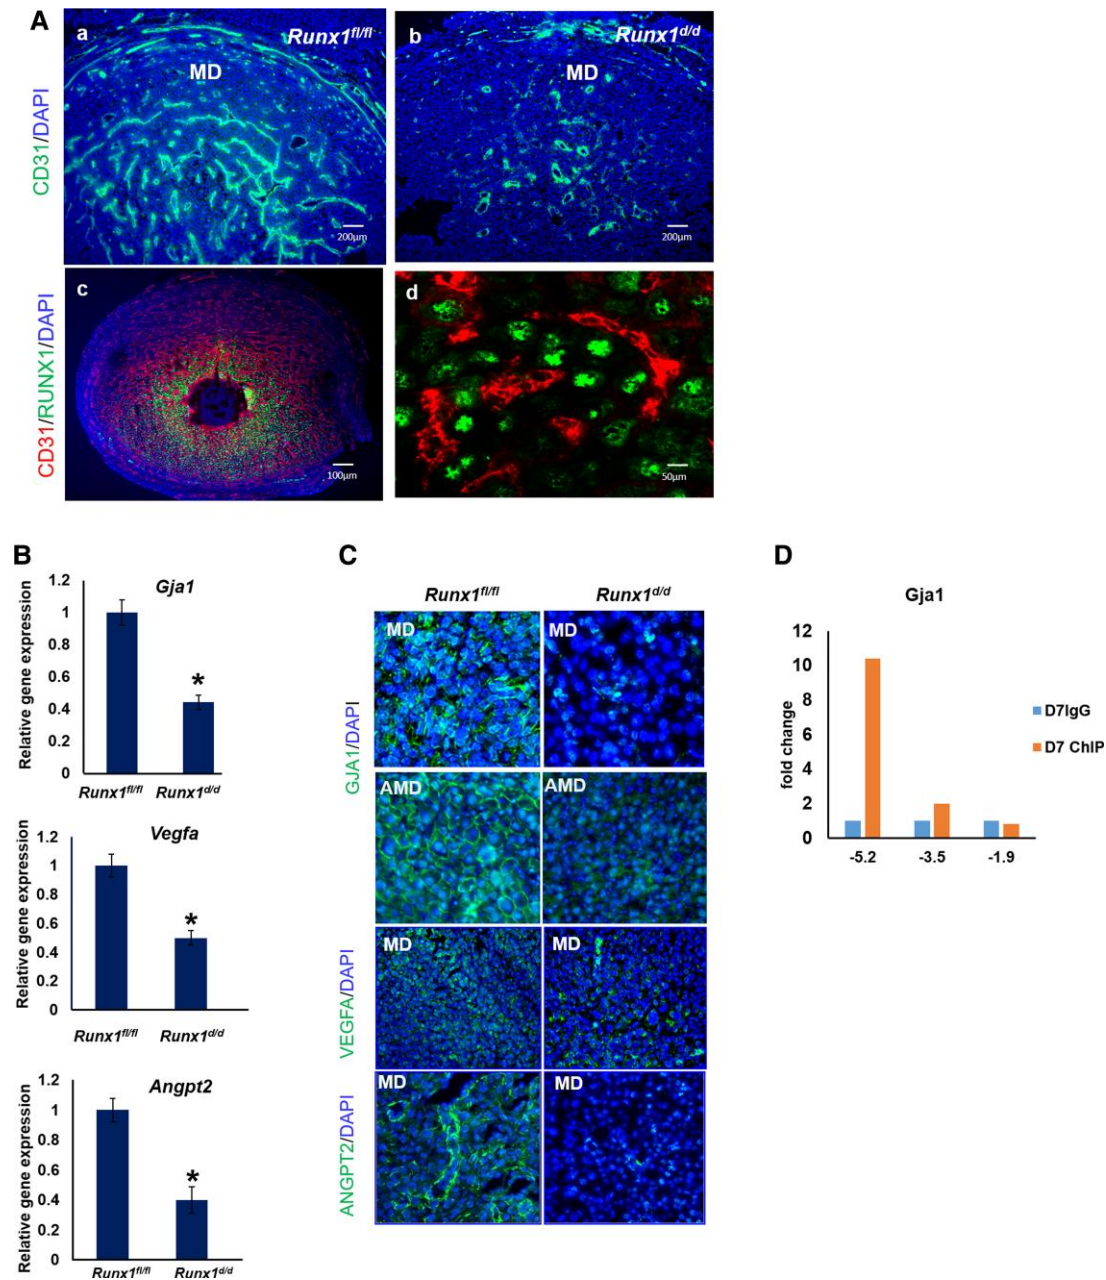 A
a
Runx1fl/fl
MD
b
Runx1d/d
MD
CD31/DAPI
200µm
200µm
c
d
CD31/RUNX1/DAPI
100µm
50µm
B
Gja1
Relative gene expression
1.2
1
0.8
0.6
0.4
0.2
0
*
Runx1fl/fl Runx1d/d
Vegfa
Relative gene expression
1.2
1
0.8
0.6
0.4
0.2
0
*
Runx1fl/fl Runx1d/d
Angpt2
Relative gene expression
1.2
1
0.8
0.6
0.4
0.2
0
*
Runx1fl/fl Runx1d/d
C
Runx1fl/fl Runx1d/d
GJA1/DAPI
MD MD
AMD AMD
VEGFA/DAPI
MD MD
ANGPT2/DAPI
MD MD
D
Gja1
fold change
12
10
8
6
4
2
0
-5.2 -3.5 -1.9
D7IgG
D7 ChIP